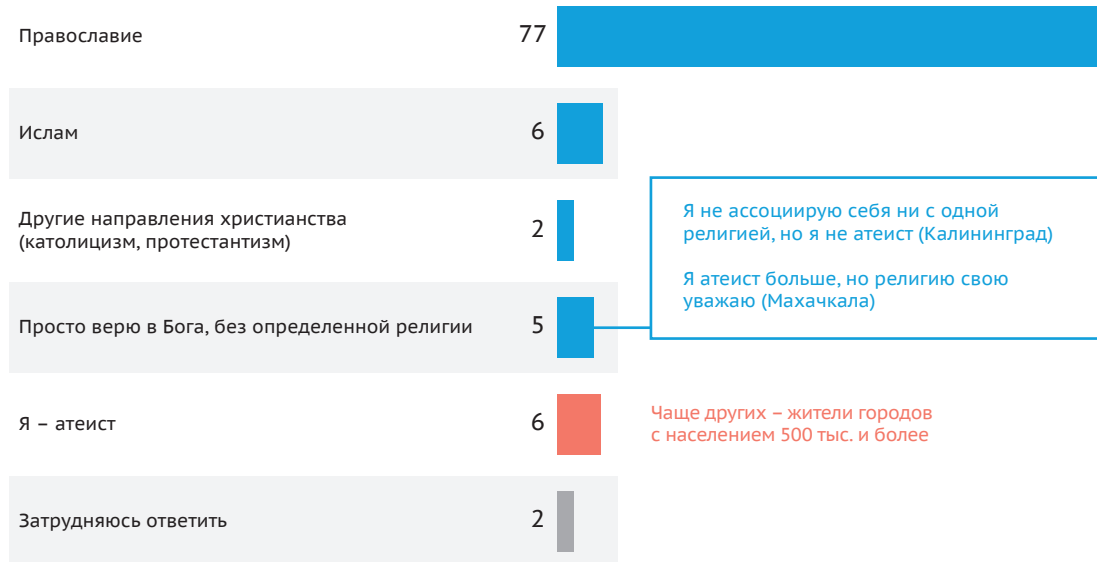 Православие 77
Ислам 6
Другие направления христианства
(католицизм, протестантизм) 2
Просто верю в Бога, без определенной религии 5
Я не ассоциирую себя ни с одной
религией, но я не атеист (Калининград)
Я атеист больше, но религию свою
уважаю (Махачкала)
Я – атеист 6
Чаще других – жители городов
с населением 500 тыс. и более
Затрудняюсь ответить 2